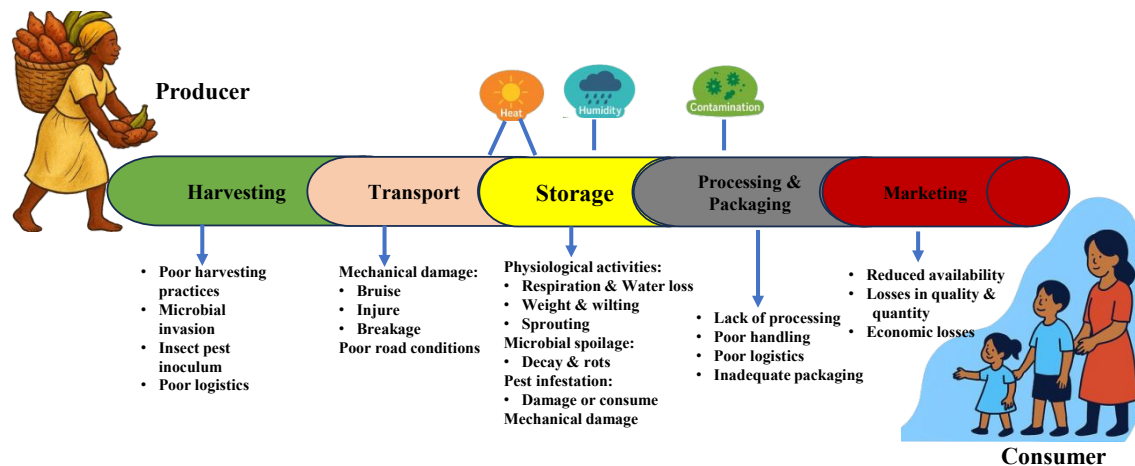 Producer
Heat
Humidity
Contamination
Harvesting
Transport
Storage
Processing &
Packaging
Marketing
• Poor harvesting
practices
• Microbial
invasion
• Insect pest
inoculum
• Poor logistics
Mechanical damage:
• Bruise
• Injure
• Breakage
Poor road conditions
Physiological activities:
• Respiration & Water loss
• Weight & wilting
• Sprouting
Microbial spoilage:
• Decay & rots
Pest infestation:
• Damage or consume
Mechanical damage
• Lack of processing
• Poor handling
• Poor logistics
• Inadequate packaging
• Reduced availability
• Losses in quality &
quantity
• Economic losses
Consumer